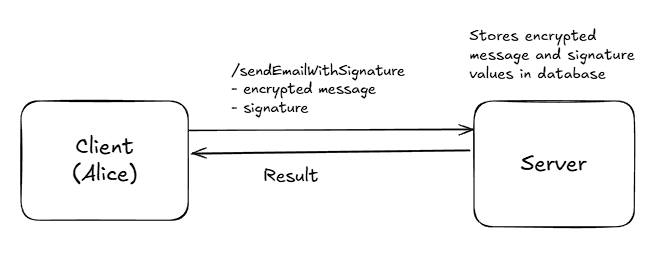 Stores encrypted
message and signature
values in database
/sendEmailWithSignature
- encrypted message
- signature
Client
(Alice)
Server
Result